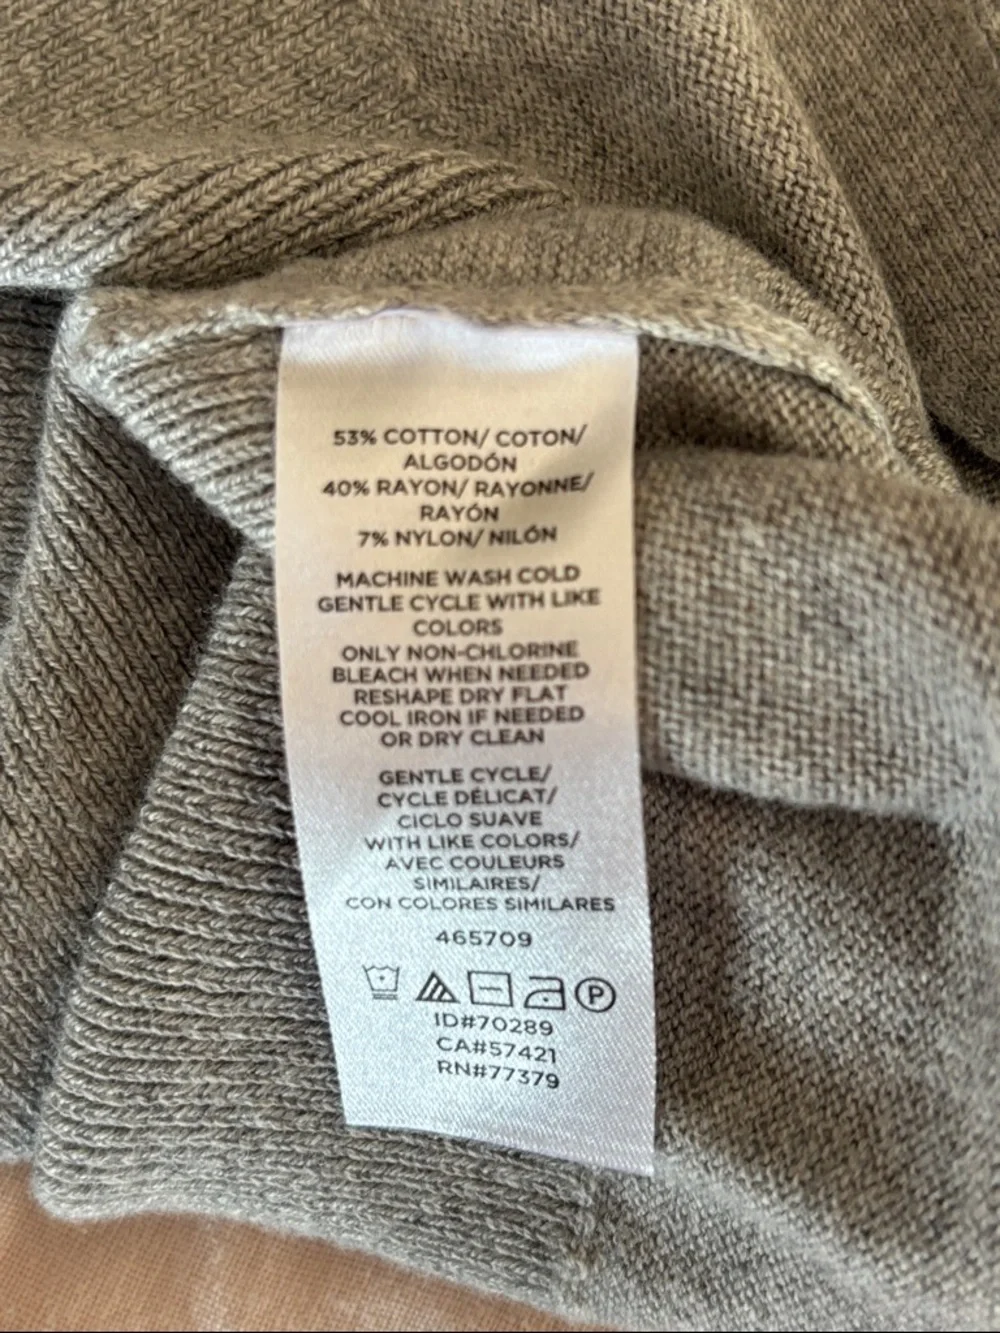 53% COTTON/ COTON/
ALGODÓN
40% RAYON/ RAYONNE/
RAYÓN
7% NYLON/ NILÓN
MACHINE WASH COLD
GENTLE CYCLE WITH LIKE
COLORS
ONLY NON-CHLORINE
BLEACH WHEN NEEDED
RESHAPE DRY FLAT
COOL IRON IF NEEDED
OR DRY CLEAN
GENTLE CYCLE/
CYCLE DÉLICAT/
CICLO SUAVE
WITH LIKE COLORS/
AVEC COULEURS
SIMILAIRES/
CON COLORES SIMILARES
465709
P
ID#70289
CA#57421
RN#77379